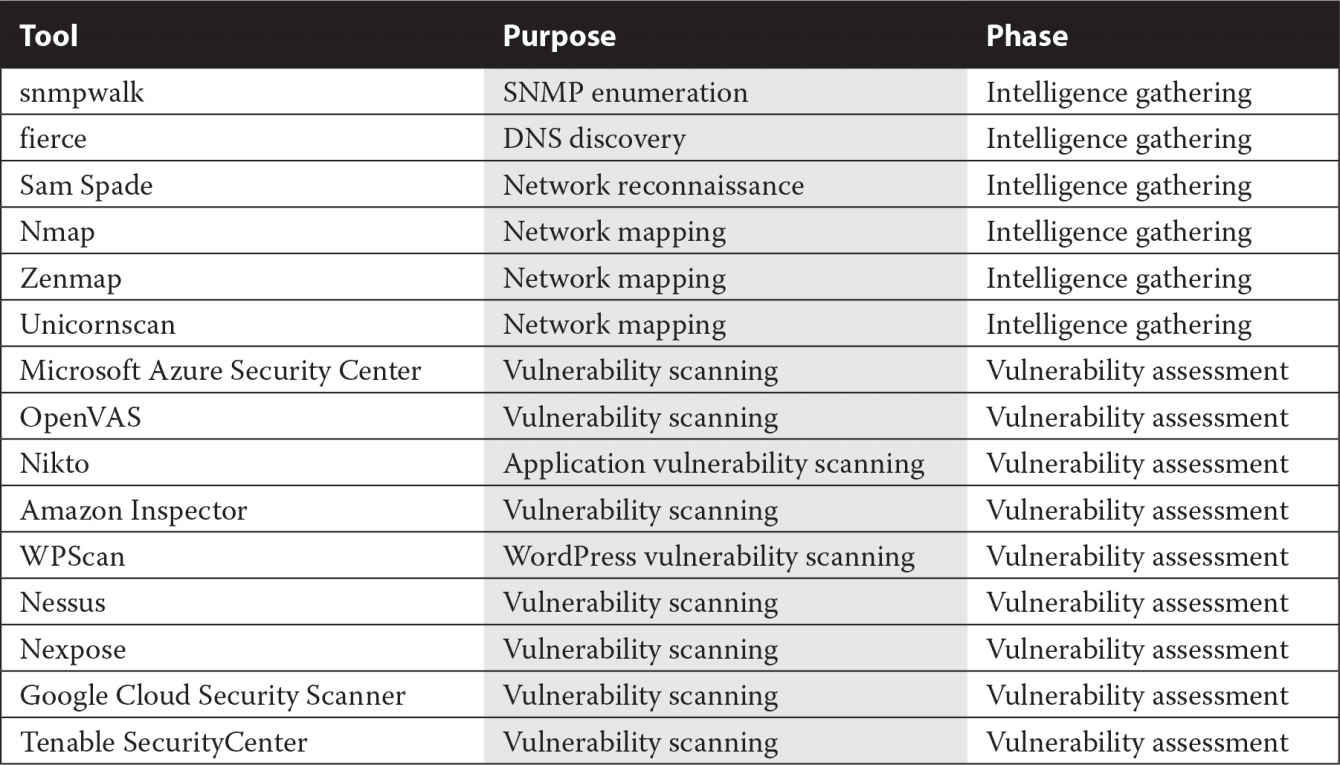 Tool Purpose Phase
snmpwalk SNMP enumeration Intelligence gathering
fierce DNS discovery Intelligence gathering
Sam Spade Network reconnaissance Intelligence gathering
Nmap Network mapping Intelligence gathering
Zenmap Network mapping Intelligence gathering
Unicornscan Network mapping Intelligence gathering
Microsoft Azure Security Center Vulnerability scanning Vulnerability assessment
OpenVAS Vulnerability scanning Vulnerability assessment
Nikto Application vulnerability scanning Vulnerability assessment
Amazon Inspector Vulnerability scanning Vulnerability assessment
WPScan WordPress vulnerability scanning Vulnerability assessment
Nessus Vulnerability scanning Vulnerability assessment
Nexpose Vulnerability scanning Vulnerability assessment
Google Cloud Security Scanner Vulnerability scanning Vulnerability assessment
Tenable SecurityCenter Vulnerability scanning Vulnerability assessment